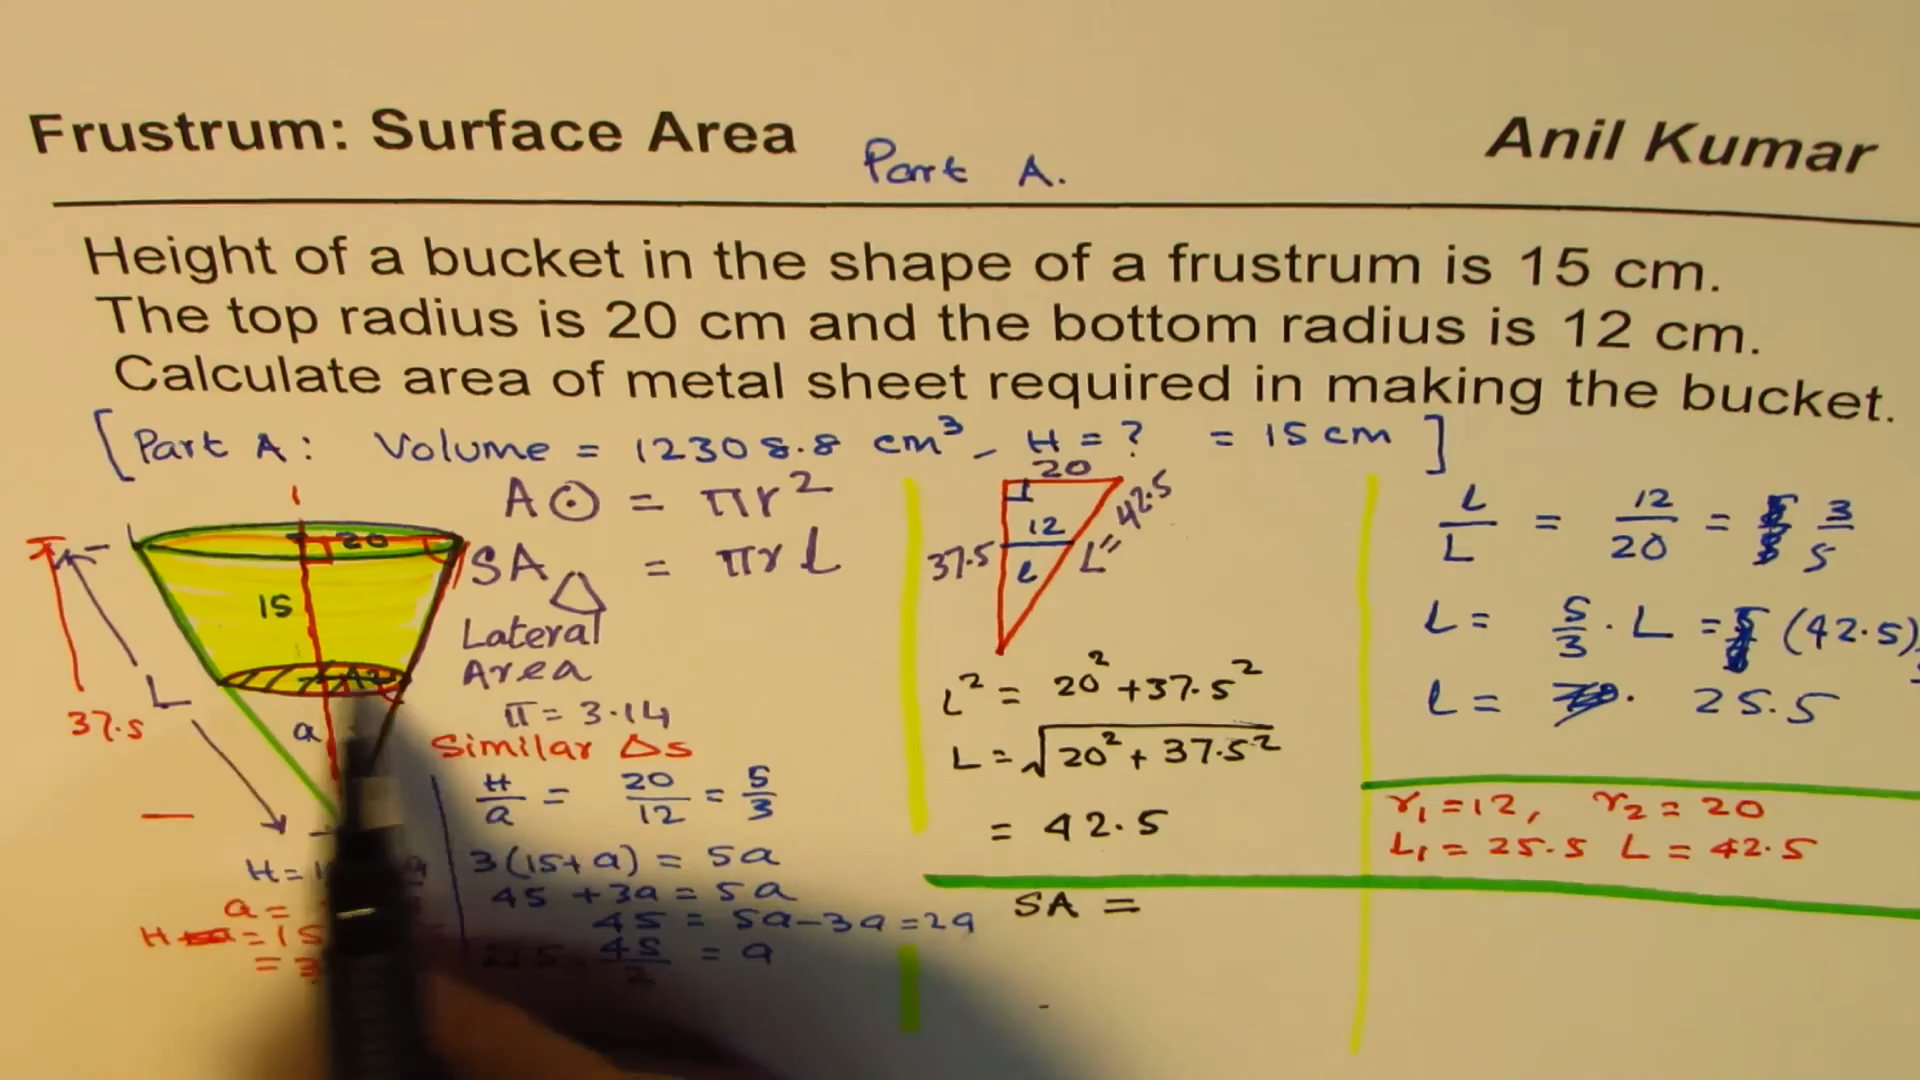 Frustrum: Surface Area
Part A.
Anil Kumar
Height of a bucket in the shape of a frustrum is 15 cm.
The top radius is 20 cm and the bottom radius is 12 cm.
Calculate area of metal sheet required in making the bucket.
[Part A: Volume = 12308.8 cm³, H = ? = 15 cm]
A⊙ = πr²
SA△ = πrL
Lateral
Area
π = 3.14
Similar △s
H/a = 20/12 = 5/3
3(15+a) = 5a
45 + 3a = 5a
45 = 5a - 3a = 2a
45/2 = a
20
15
12
L
37.5
a
H =
a =
H = 15
= 3
20
12
37.5
l
L = 42.5
L² = 20² + 37.5²
L = √20² + 37.5²
= 42.5
SA =
L/L = 12/20 = 3/5
L = 5/3 · L = (42.5)
L = 25.5
r₁ = 12, r₂ = 20
L₁ = 25.5 L = 42.5